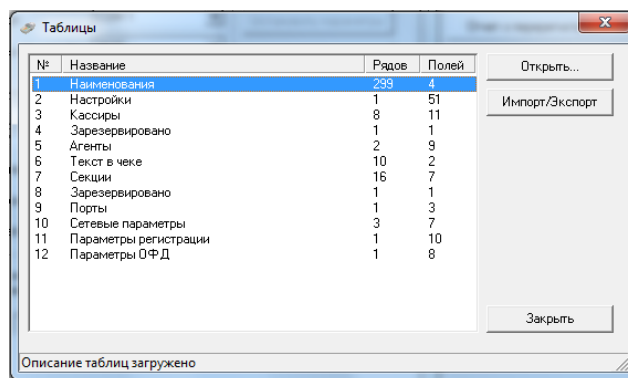 Таблицы
№ Название Рядов Полей
1 Наименования 299 4
2 Настройки 1 51
3 Кассиры 8 11
4 Зарезервировано 1 1
5 Агенты 2 9
6 Текст в чеке 10 2
7 Секции 16 7
8 Зарезервировано 1 1
9 Порты 1 3
10 Сетевые параметры 3 7
11 Параметры регистрации 1 10
12 Параметры ОФД 1 8
Открыть...
Импорт/Экспорт
Закрыть
Описание таблиц загружено